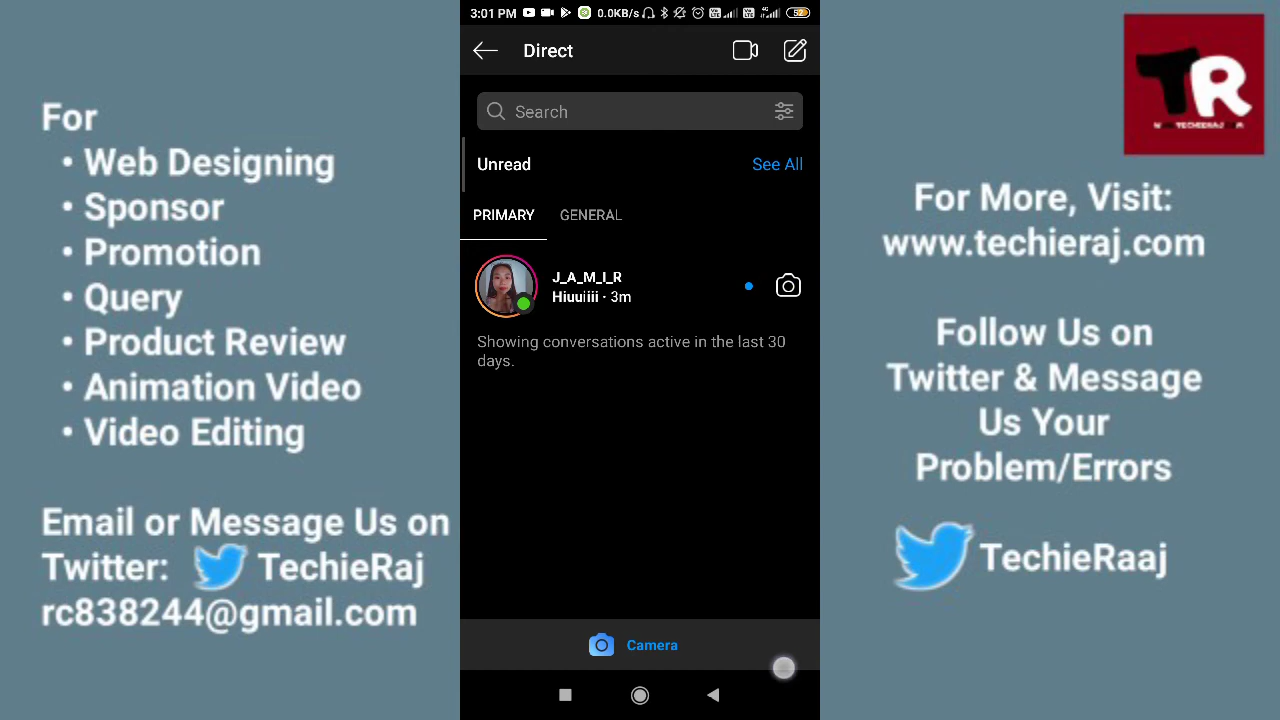 For
• Web Designing
• Sponsor
• Promotion
• Query
• Product Review
• Animation Video
• Video Editing
Email or Message Us on
Twitter: TechieRaj
rc838244@gmail.com
3:01 PM 0.0KB/s 4G 52
Direct
Search
Unread See All
PRIMARY GENERAL
J_A_M_I_R
Hiuuiiii · 3m
Showing conversations active in the last 30
days.
Camera
TR
For More, Visit:
www.techieraj.com
Follow Us on
Twitter & Message
Us Your
Problem/Errors
TechieRaaj